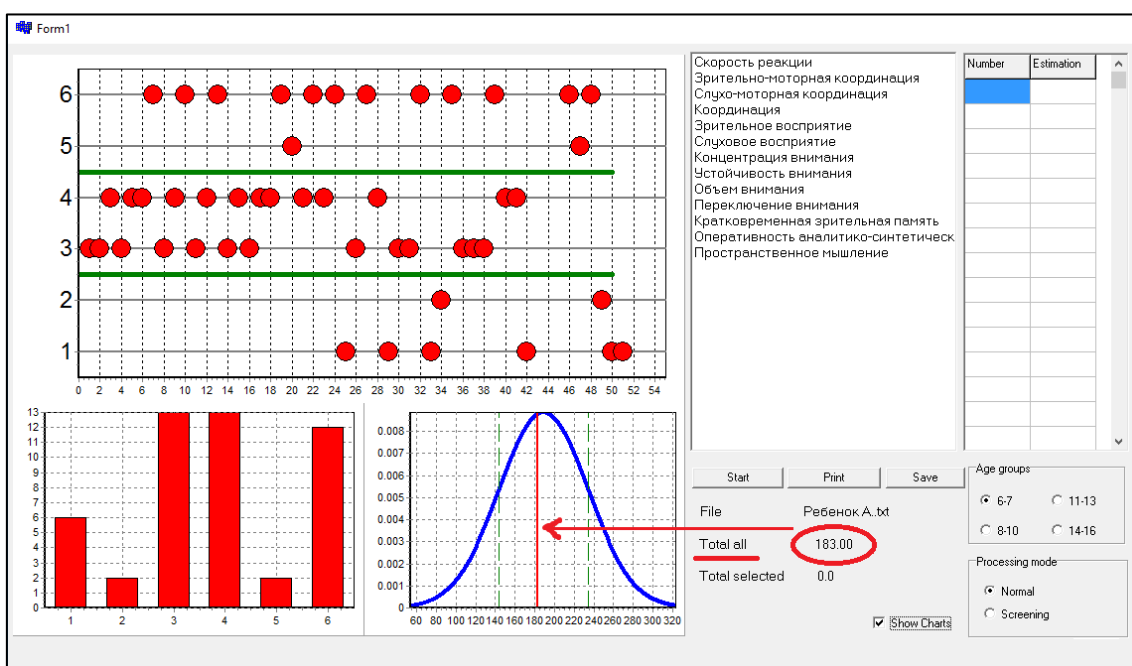 Form1
6
5
4
3
2
1
0 2 4 6 8 10 12 14 16 18 20 22 24 26 28 30 32 34 36 38 40 42 44 46 48 50 52 54
13
12
11
10
9
8
7
6
5
4
3
2
1
0
1 2 3 4 5 6
0.008
0.007
0.006
0.005
0.004
0.003
0.002
0.001
0
60 80 100 120 140 160 180 200 220 240 260 280 300 320
Скорость реакции
Зрительно-моторная координация
Слухо-моторная координация
Координация
Зрительное восприятие
Слуховое восприятие
Концентрация внимания
Устойчивость внимания
Объем внимания
Переключение внимания
Кратковременная зрительная память
Оперативность аналитико-синтетическ
Пространственное мышление
Number Estimation
Start Print Save
File Ребенок А..txt
Total all 183.00
Total selected 0.0
Show Charts
Age groups
6-7 11-13
8-10 14-16
Processing mode
Normal
Screening